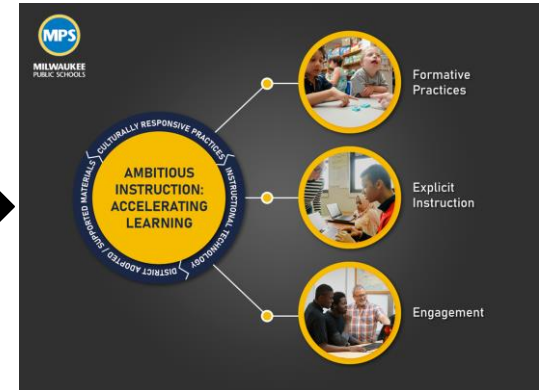 MPS
MILWAUKEE
PUBLIC SCHOOLS
CULTURALLY RESPONSIVE PRACTICES
INSTRUCTIONAL TECHNOLOGY
DISTRICT ADOPTED / SUPPORTED MATERIALS
AMBITIOUS
INSTRUCTION:
ACCELERATING
LEARNING
Formative
Practices
Explicit
Instruction
Engagement